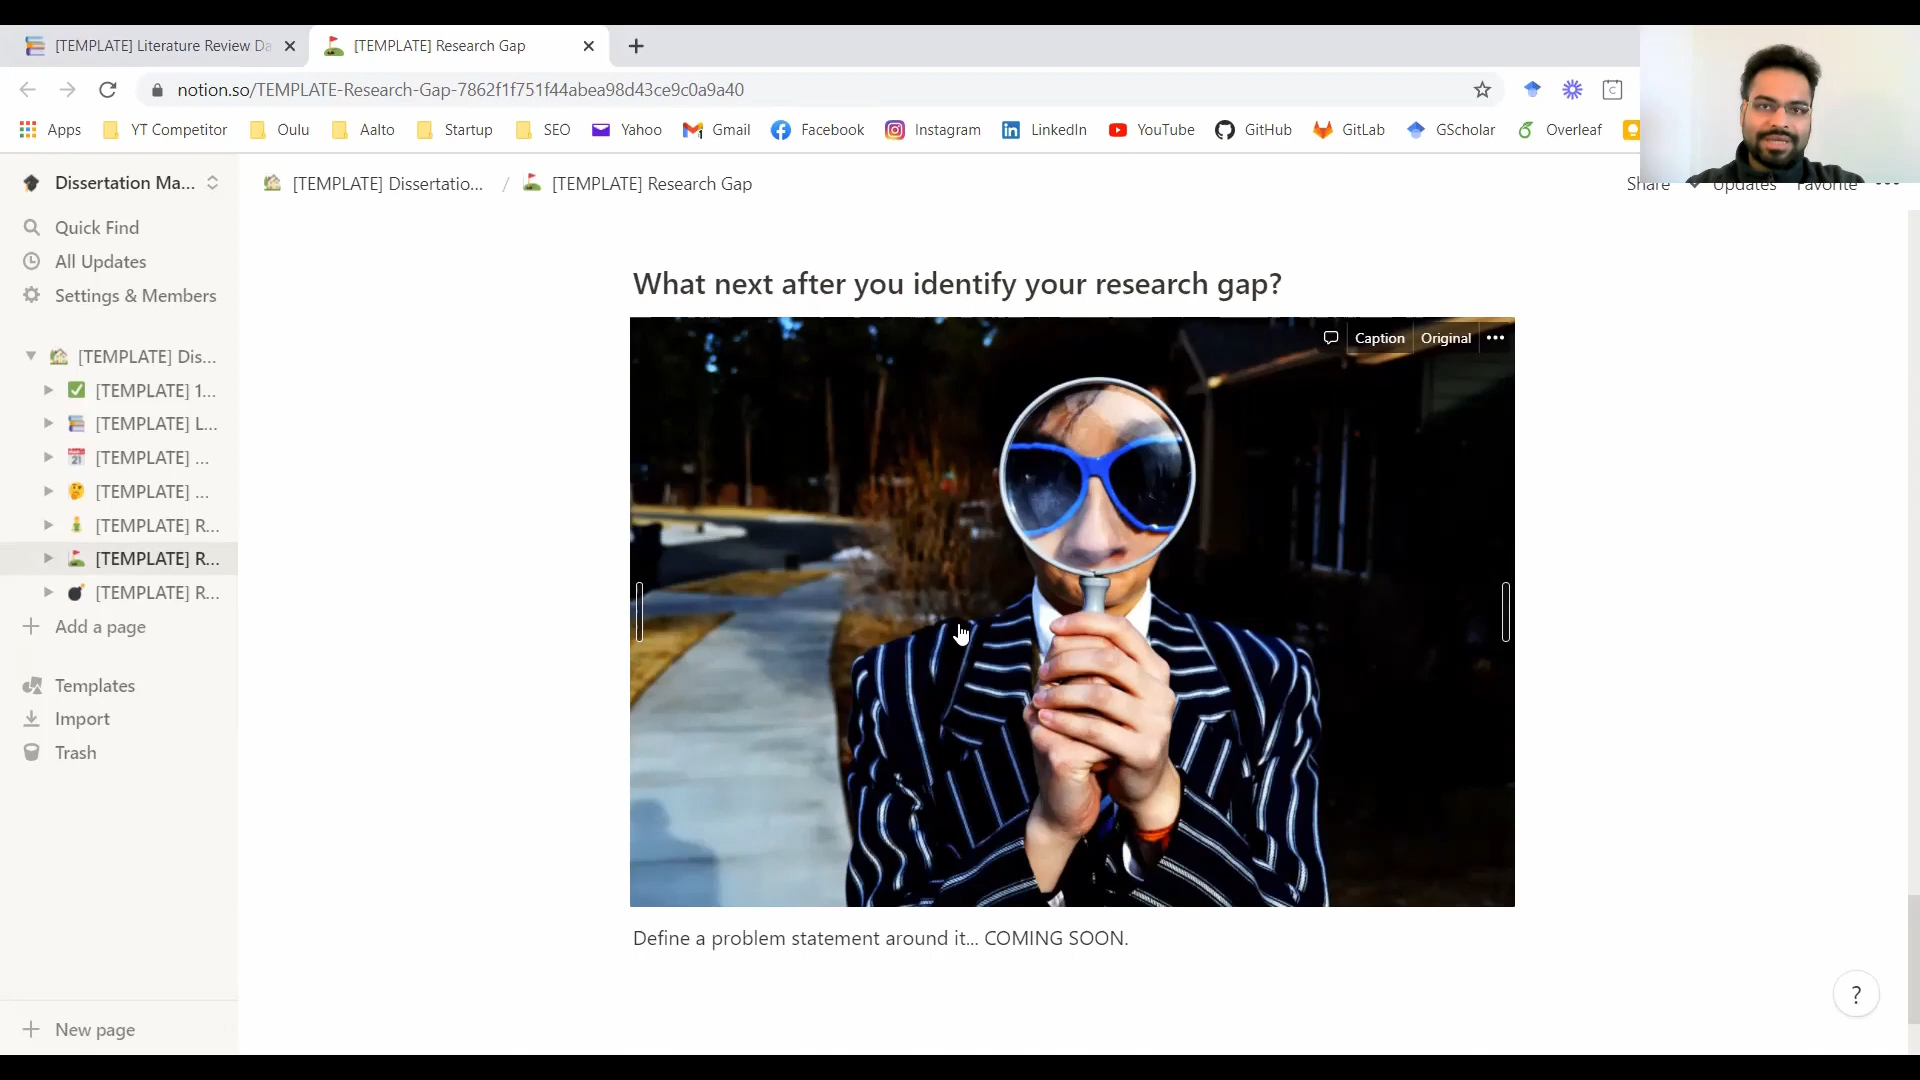 [TEMPLATE] Literature Review Da
[TEMPLATE] Research Gap
notion.so/TEMPLATE-Research-Gap-7862f1f751f44abea98d43ce9c0a9a40
Apps YT Competitor Oulu Aalto Startup SEO Yahoo Gmail Facebook Instagram LinkedIn YouTube GitHub GitLab GScholar Overleaf
Dissertation Ma...
[TEMPLATE] Dissertatio... / [TEMPLATE] Research Gap
Share Updates Favorite
Quick Find
All Updates
Settings & Members
[TEMPLATE] Dis...
[TEMPLATE] 1...
[TEMPLATE] L...
[TEMPLATE] ...
[TEMPLATE] ...
[TEMPLATE] R...
[TEMPLATE] R...
[TEMPLATE] R...
Add a page
Templates
Import
Trash
New page
What next after you identify your research gap?
Caption Original
Define a problem statement around it... COMING SOON.
?